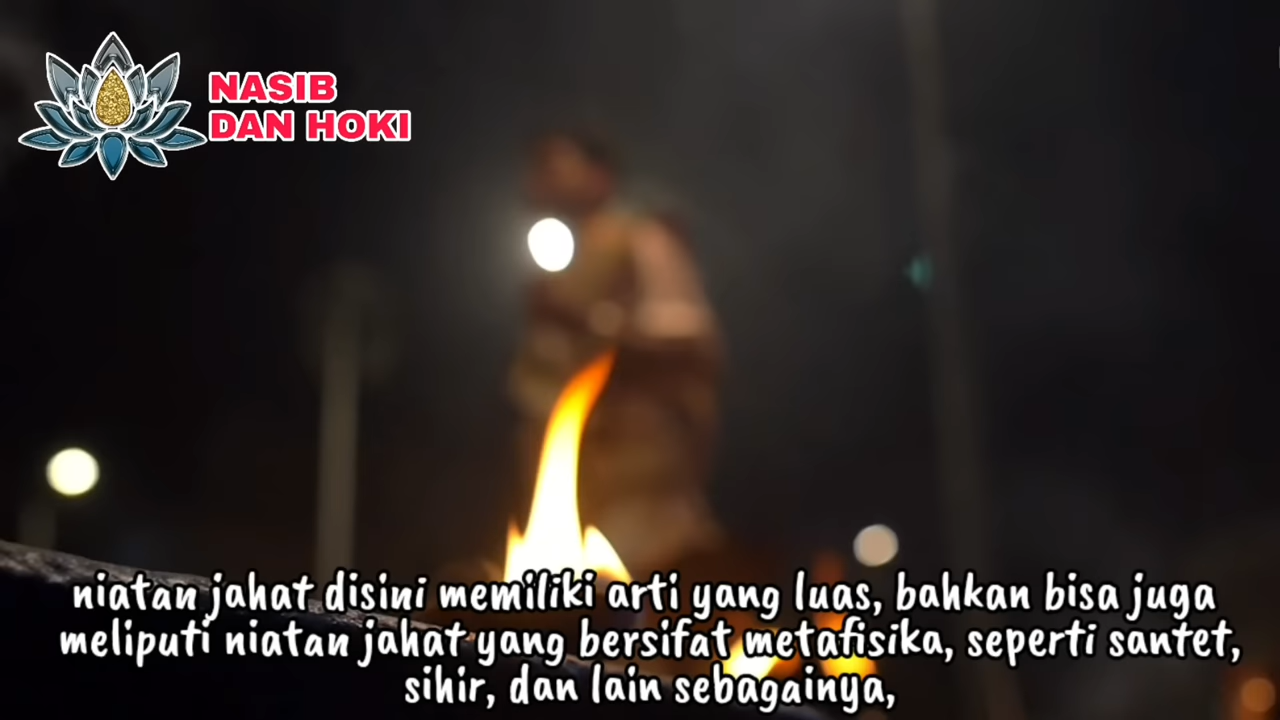 NASIB
DAN HOKI
niatan jahat disini memiliki arti yang luas, bahkan bisa juga
meliputi niatan jahat yang bersifat metafisika, seperti santet,
sihir, dan lain sebagainya,